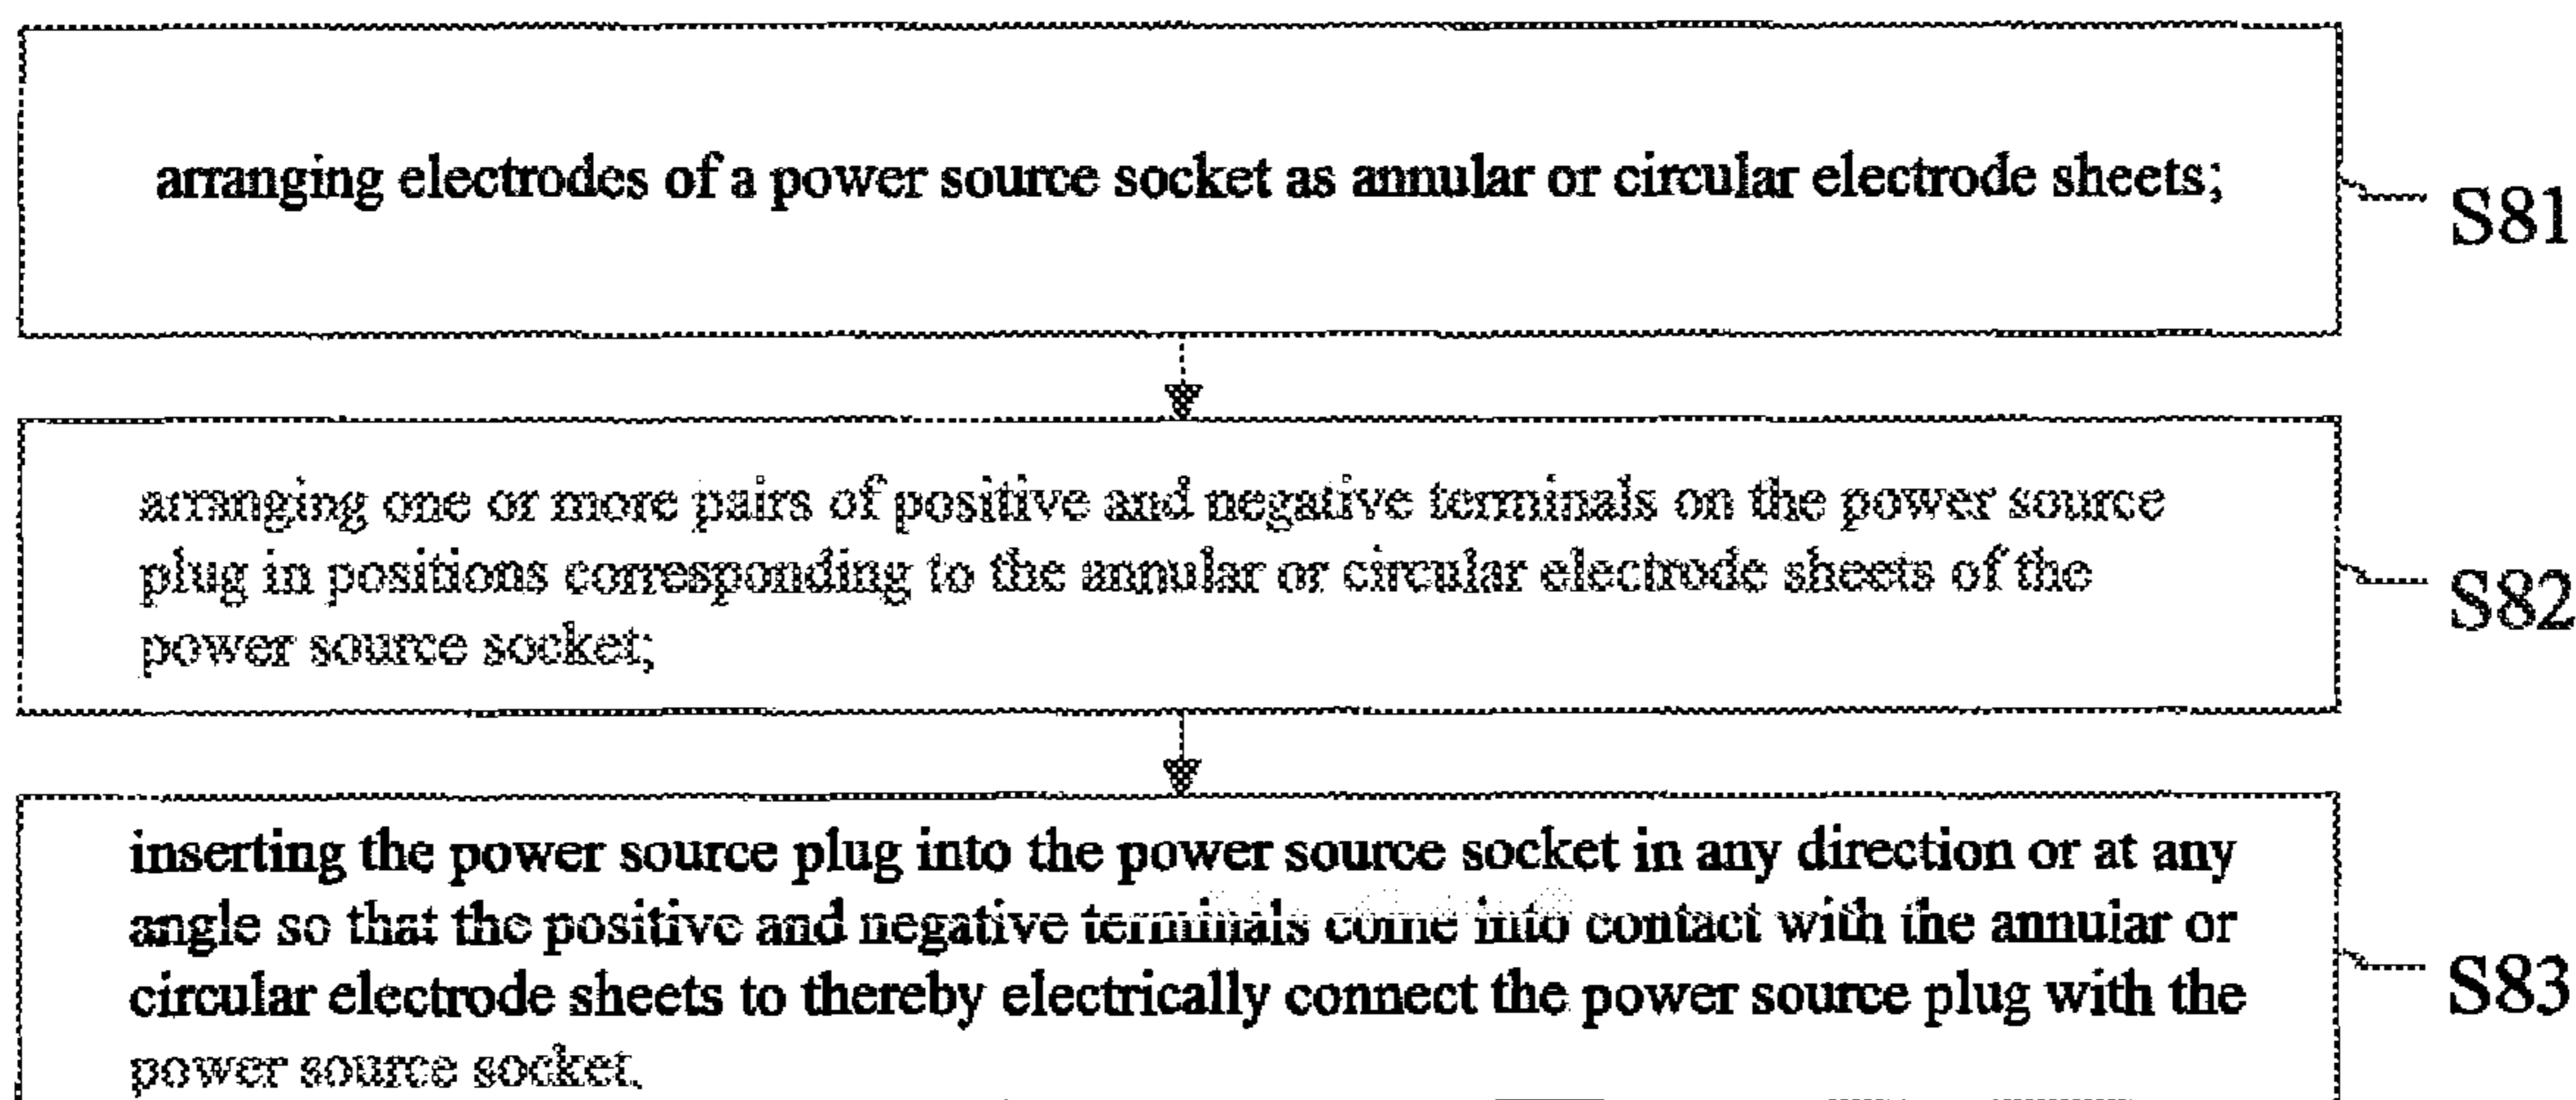 arranging electrodes of a power source socket as annular or circular electrode sheets;
S81
arranging one or more pairs of positive and negative terminals on the power source
plug in positions corresponding to the annular or circular electrode sheets of the
power source socket;
S82
inserting the power source plug into the power source socket in any direction or at any
angle so that the positive and negative terminals come into contact with the annular or
circular electrode sheets to thereby electrically connect the power source plug with the
power source socket.
S83